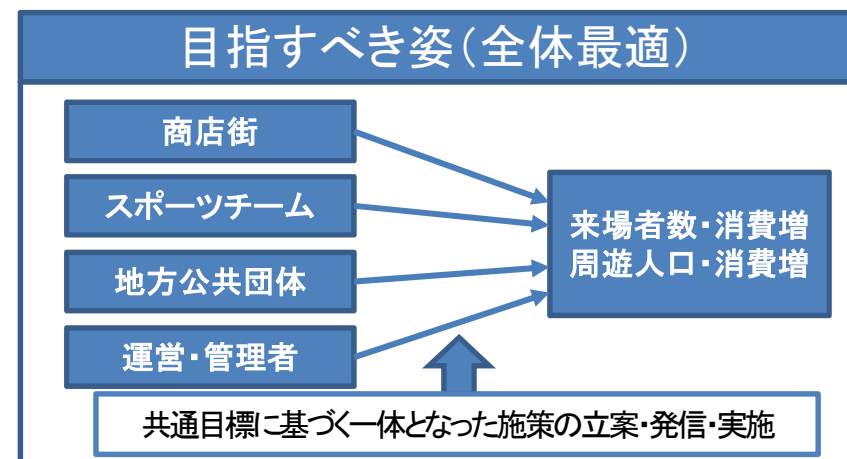 目指すべき姿(全体最適)
商店街
スポーツチーム
地方公共団体
運営・管理者
来場者数・消費増
周遊人口・消費増
共通目標に基づく一体となった施策の立案・発信・実施